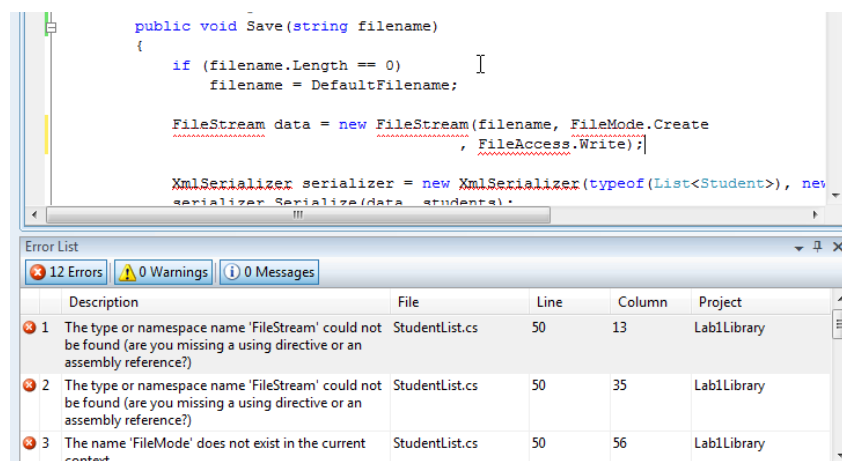 public void Save(string filename)
{
if (filename.Length == 0)
filename = DefaultFilename;
FileStream data = new FileStream(filename, FileMode.Create
, FileAccess.Write);
XmlSerializer serializer = new XmlSerializer(typeof(List<Student>), new
serializer.Serialize(data, students);
Error List
12 Errors 0 Warnings 0 Messages
Description File Line Column Project
1 The type or namespace name 'FileStream' could not StudentList.cs 50 13 Lab1Library
be found (are you missing a using directive or an
assembly reference?)
2 The type or namespace name 'FileStream' could not StudentList.cs 50 35 Lab1Library
be found (are you missing a using directive or an
assembly reference?)
3 The name 'FileMode' does not exist in the current StudentList.cs 50 56 Lab1Library
context